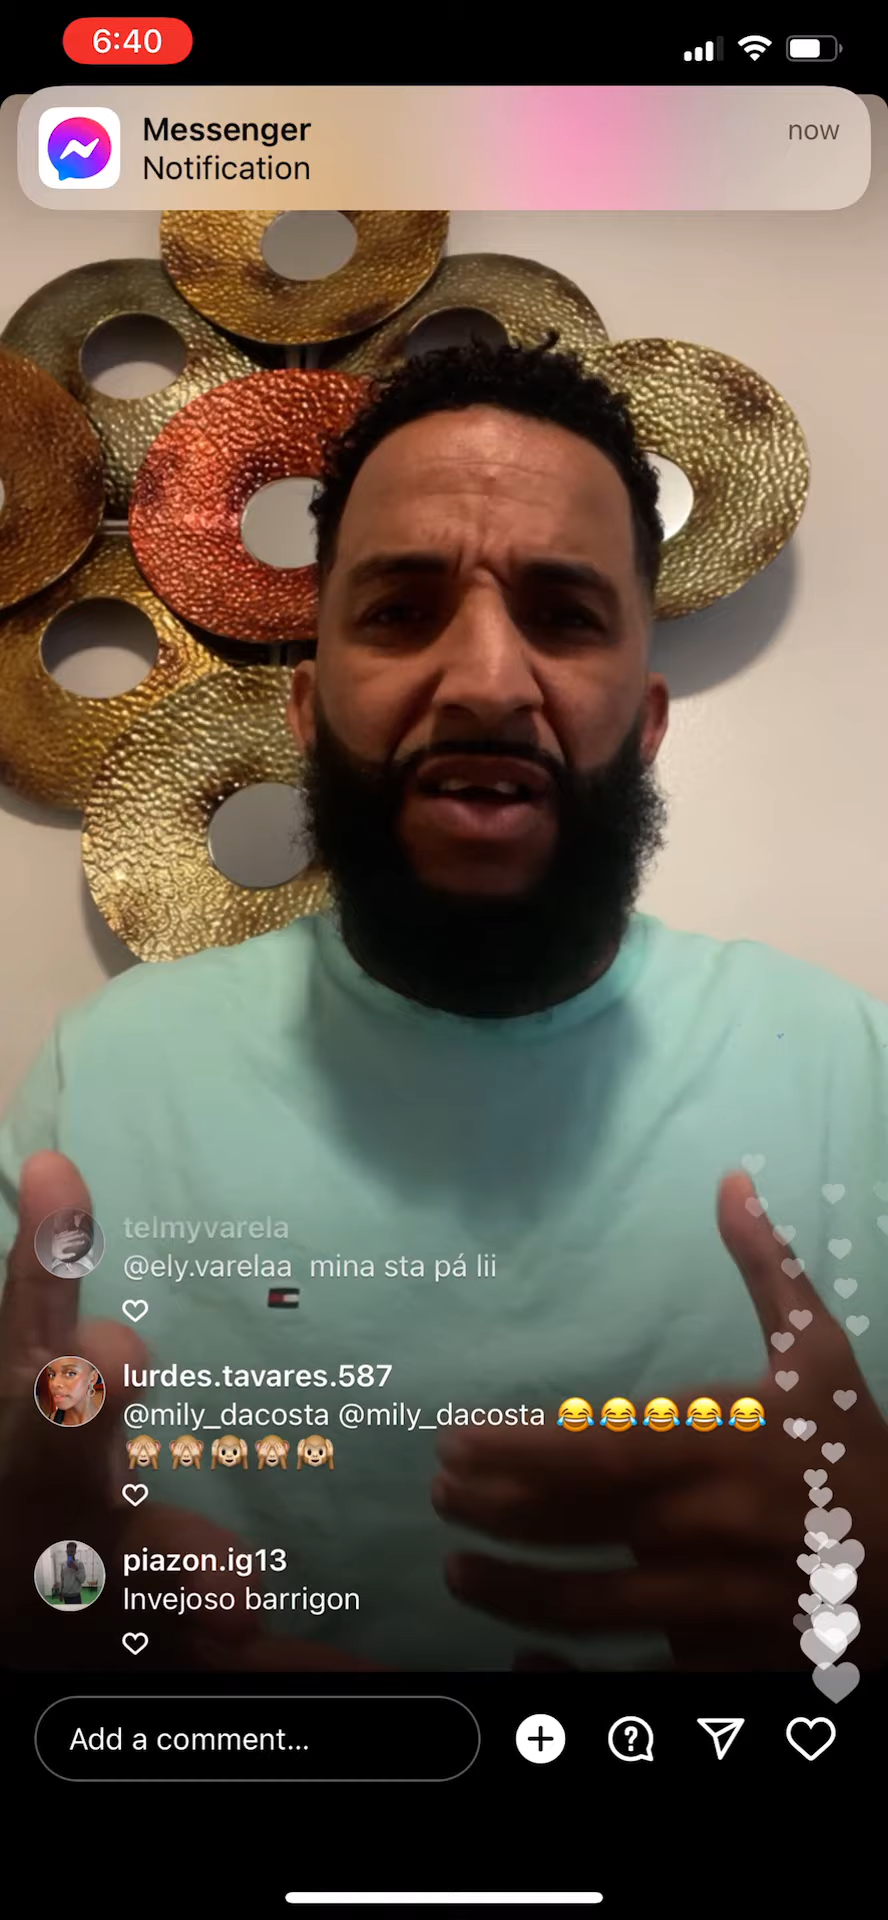 6:40
Messenger
now
Notification
telmyvarela
@ely.varelaa mina sta pá lii
lurdes.tavares.587
@mily_dacosta @mily_dacosta 😂😂😂😂😂
🙈🙈🙉🙈🙉
piazon.ig13
Invejoso barrigon
Add a comment...